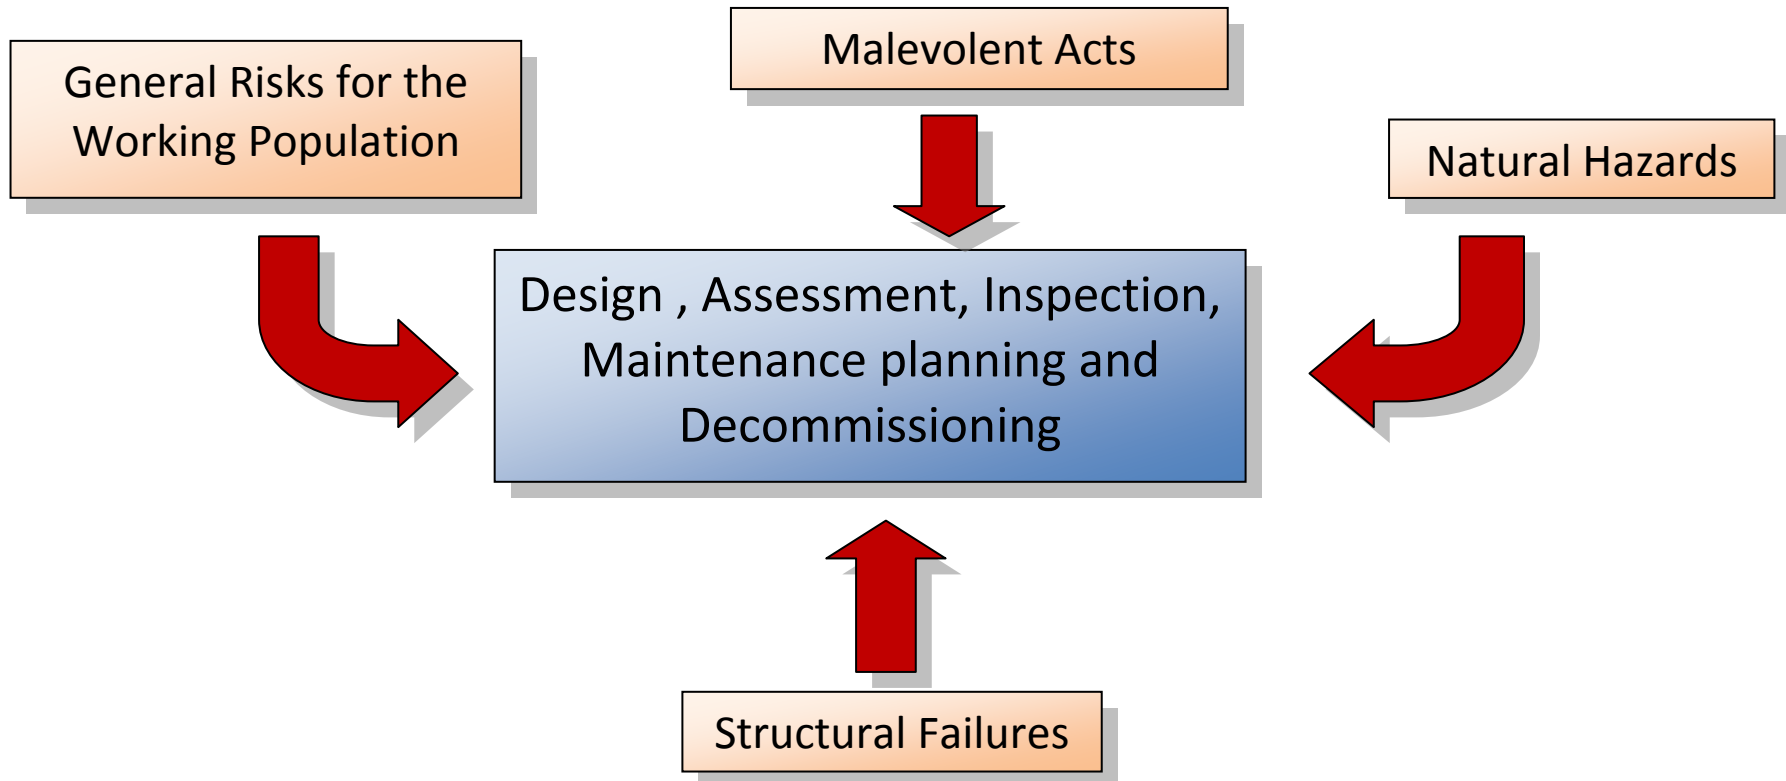 Malevolent Acts
General Risks for the
Working Population
Natural Hazards
Design , Assessment, Inspection,
Maintenance planning and
Decommissioning
Structural Failures